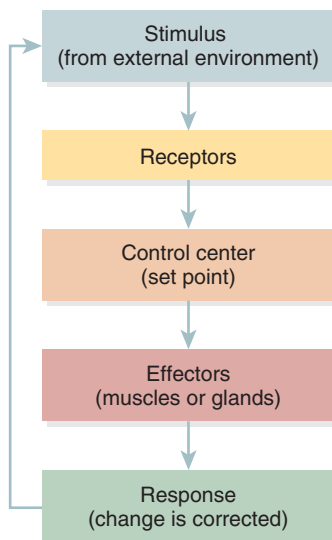 Stimulus
(from external environment)
Receptors
Control center
(set point)
Effectors
(muscles or glands)
Response
(change is corrected)